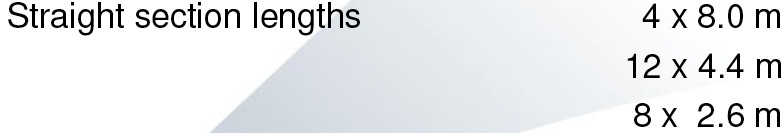 Straight section lengths 4 x 8.0 m
12 x 4.4 m
8 x 2.6 m